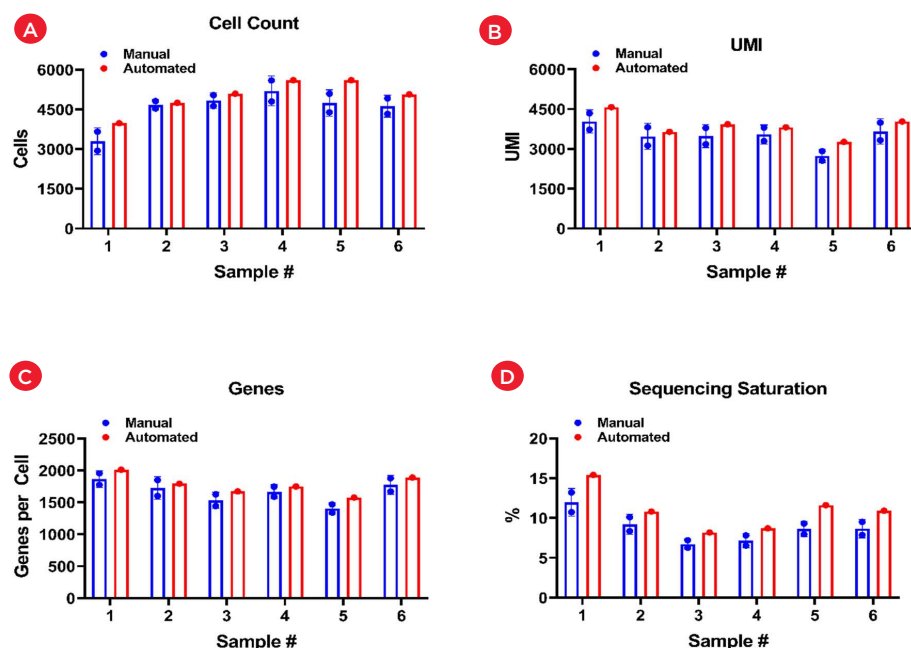 A
Cell Count
Manual
Automated
6000
4500
3000
1500
0
Cells
1 2 3 4 5 6
Sample #
B
UMI
Manual
Automated
6000
4500
3000
1500
0
UMI
1 2 3 4 5 6
Sample #
C
Genes
Manual
Automated
2500
2000
1500
1000
500
0
Genes per Cell
1 2 3 4 5 6
Sample #
D
Sequencing Saturation
Manual
Automated
20
15
10
5
0
%
1 2 3 4 5 6
Sample #